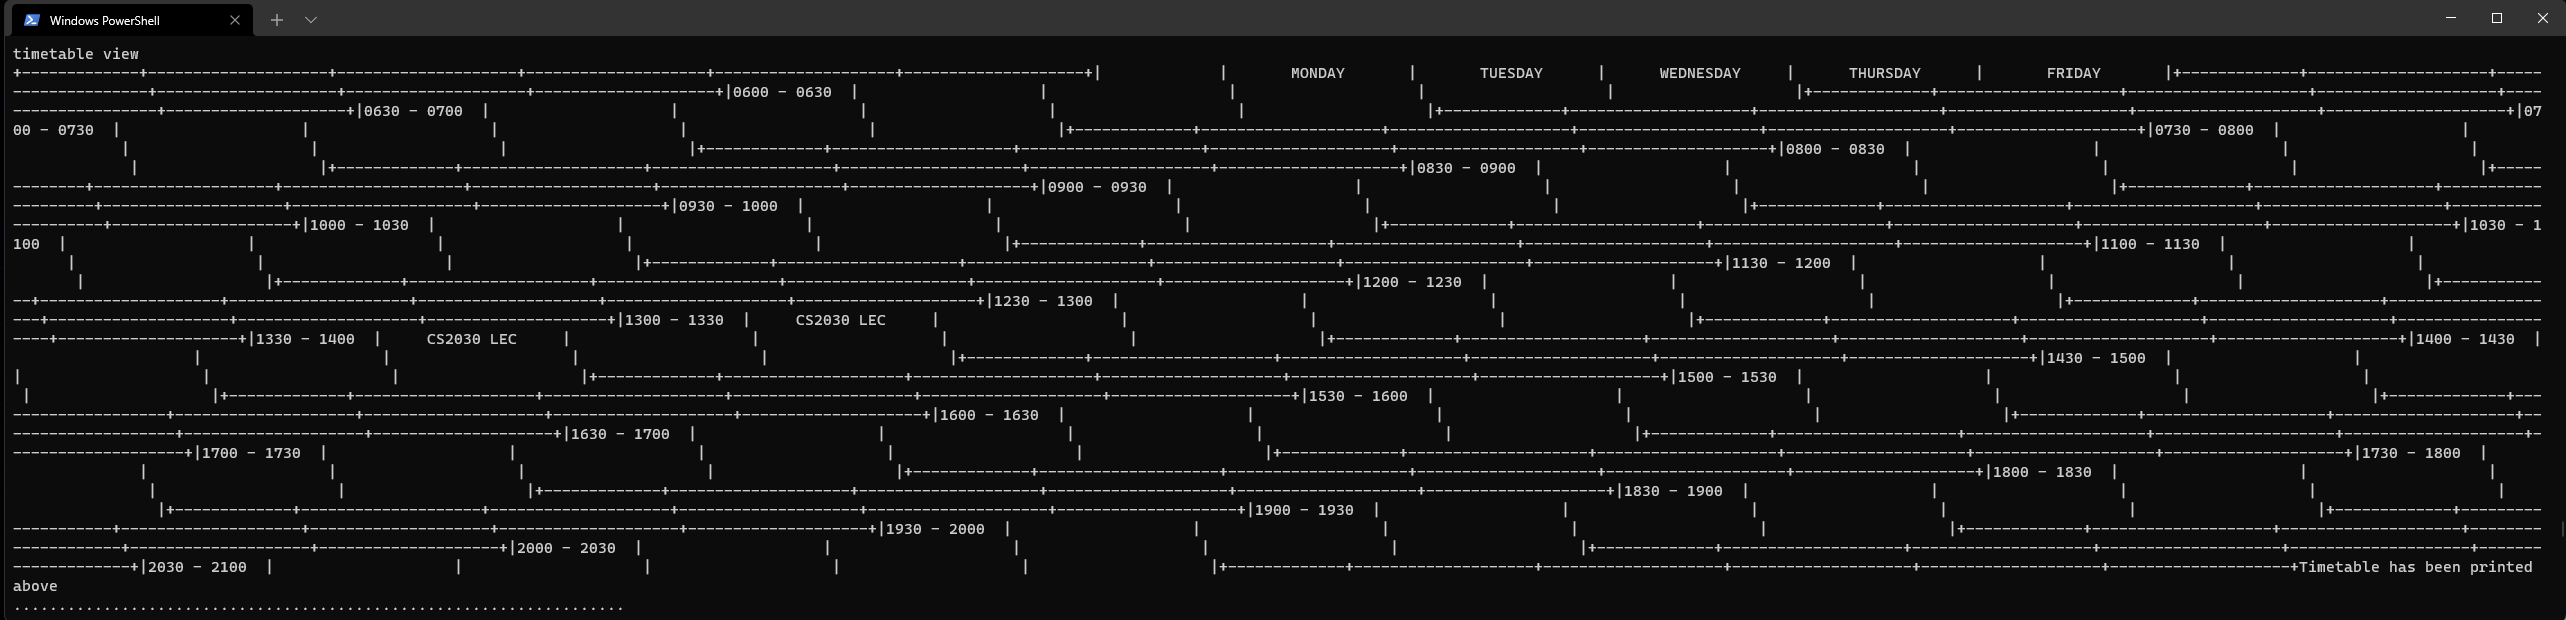 Windows PowerShell
timetable view
MONDAY TUESDAY WEDNESDAY THURSDAY FRIDAY
0600 - 0630
0630 - 0700 07
00 - 0730 0730 - 0800
0800 - 0830
0830 - 0900
0900 - 0930
0930 - 1000
1000 - 1030 1030 - 1
100 1100 - 1130
1130 - 1200
1200 - 1230
1230 - 1300
1300 - 1330 CS2030 LEC
1330 - 1400 CS2030 LEC 1400 - 1430
1430 - 1500
1500 - 1530
1530 - 1600
1600 - 1630
1630 - 1700
1700 - 1730 1730 - 1800
1800 - 1830
1830 - 1900
1900 - 1930
1930 - 2000
2000 - 2030
2030 - 2100 Timetable has been printed
above
....................................................................